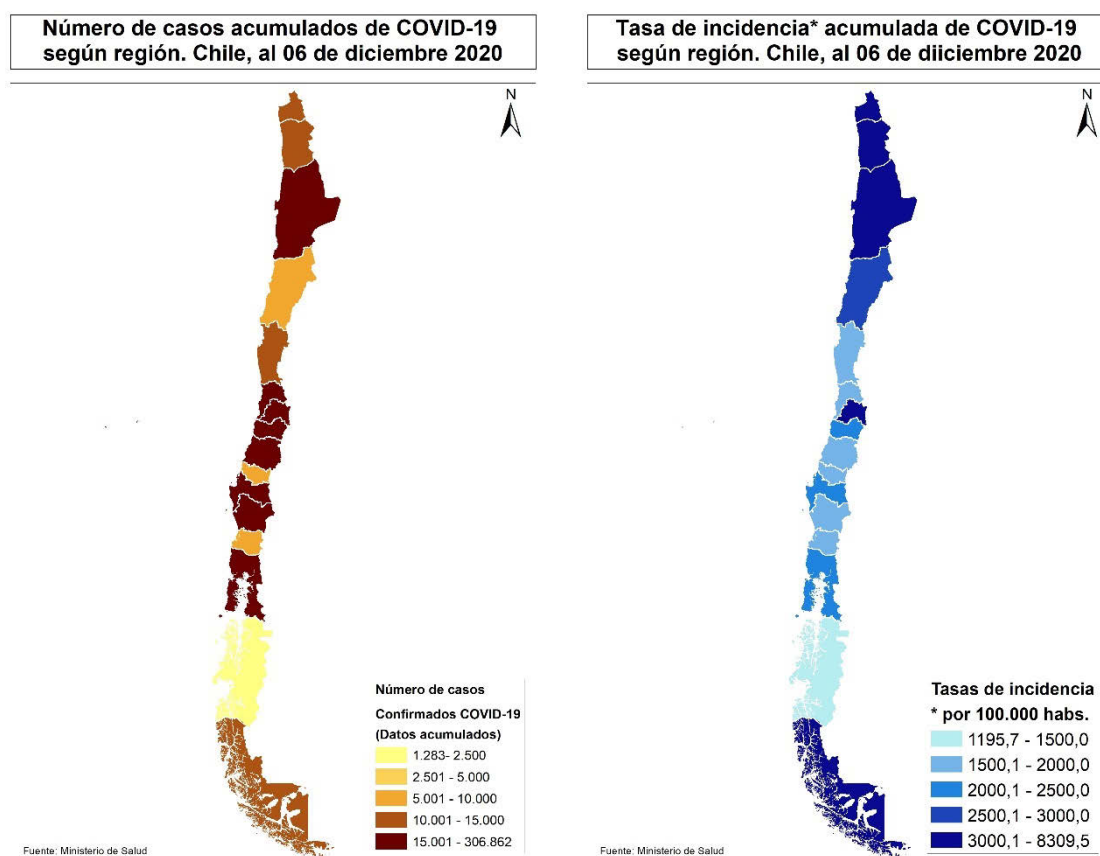 Número de casos acumulados de COVID-19
según región. Chile, al 06 de diciembre 2020
N
Número de casos
Confirmados COVID-19
(Datos acumulados)
1.283- 2.500
2.501 - 5.000
5.001 - 10.000
10.001 - 15.000
15.001 - 306.862
Fuente: Ministerio de Salud
Tasa de incidencia* acumulada de COVID-19
según región. Chile, al 06 de diiciembre 2020
N
Tasas de incidencia
* por 100.000 habs.
1195,7 - 1500,0
1500,1 - 2000,0
2000,1 - 2500,0
2500,1 - 3000,0
3000,1 - 8309,5
Fuente: Ministerio de Salud